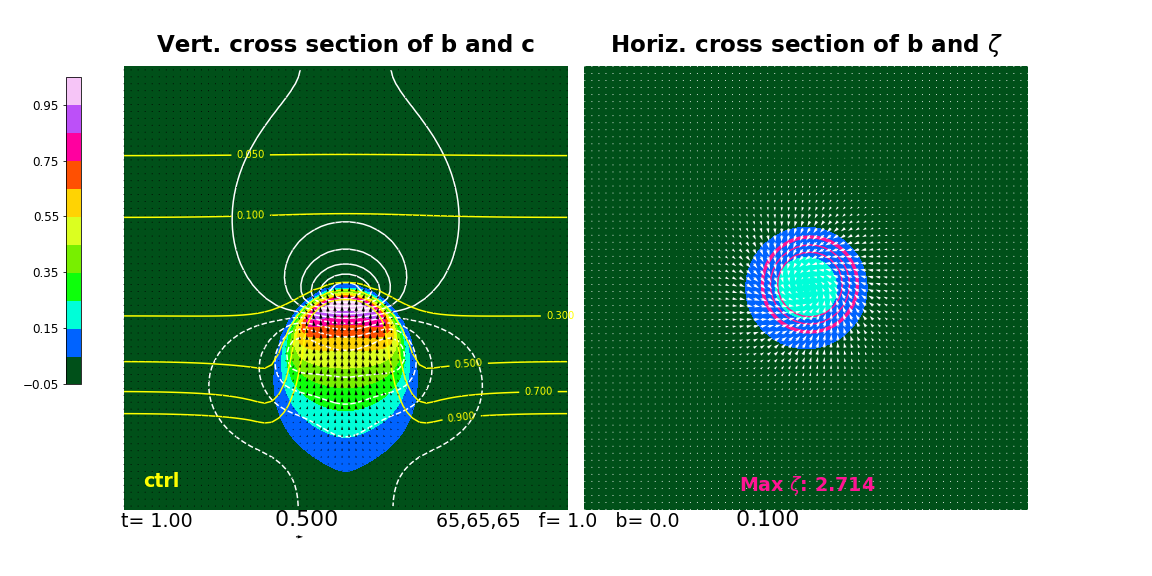 Vert. cross section of b and c
Horiz. cross section of b and ζ
0.95
0.75
0.55
0.35
0.15
−0.05
0.050
0.100
0.300
0.500
0.700
0.900
ctrl
Max ζ: 2.714
t= 1.00
0.500
65,65,65 f= 1.0 b= 0.0
0.100